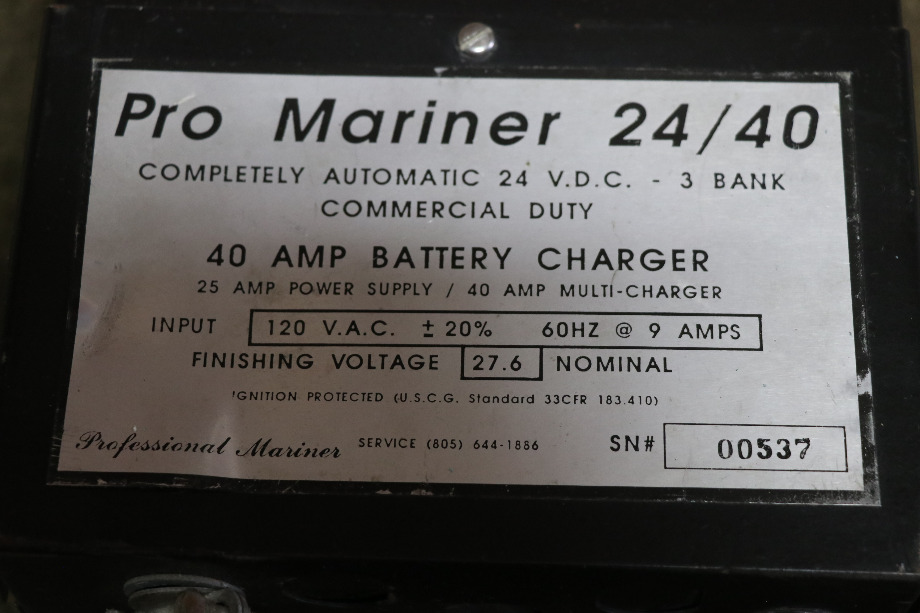 Pro Mariner 24/40
COMPLETELY AUTOMATIC 24 V.D.C. - 3 BANK
COMMERCIAL DUTY
40 AMP BATTERY CHARGER
25 AMP POWER SUPPLY / 40 AMP MULTI-CHARGER
INPUT 120 V.A.C. ± 20% 60HZ @ 9 AMPS
FINISHING VOLTAGE 27.6 NOMINAL
IGNITION PROTECTED (U.S.C.G. Standard 33CFR 183.410)
Professional Mariner SERVICE (805) 644-1886 SN# 00537